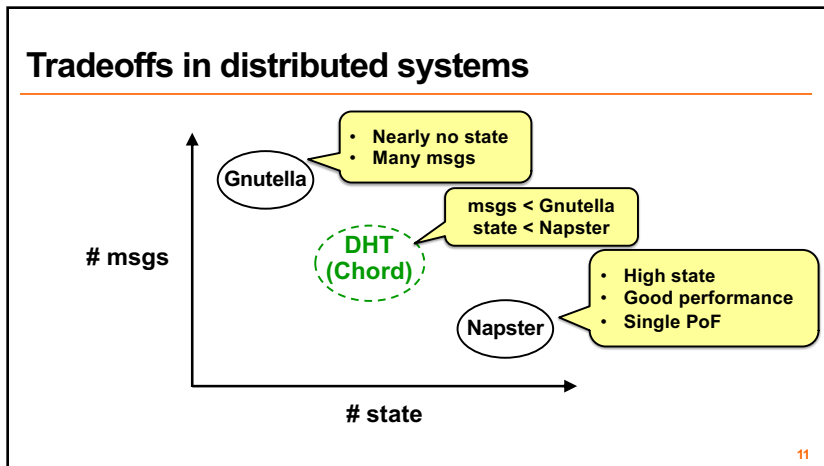 Tradeoffs in distributed systems
• Nearly no state
• Many msgs
Gnutella
msgs < Gnutella
state < Napster
DHT
(Chord)
# msgs
• High state
• Good performance
• Single PoF
Napster
# state
11